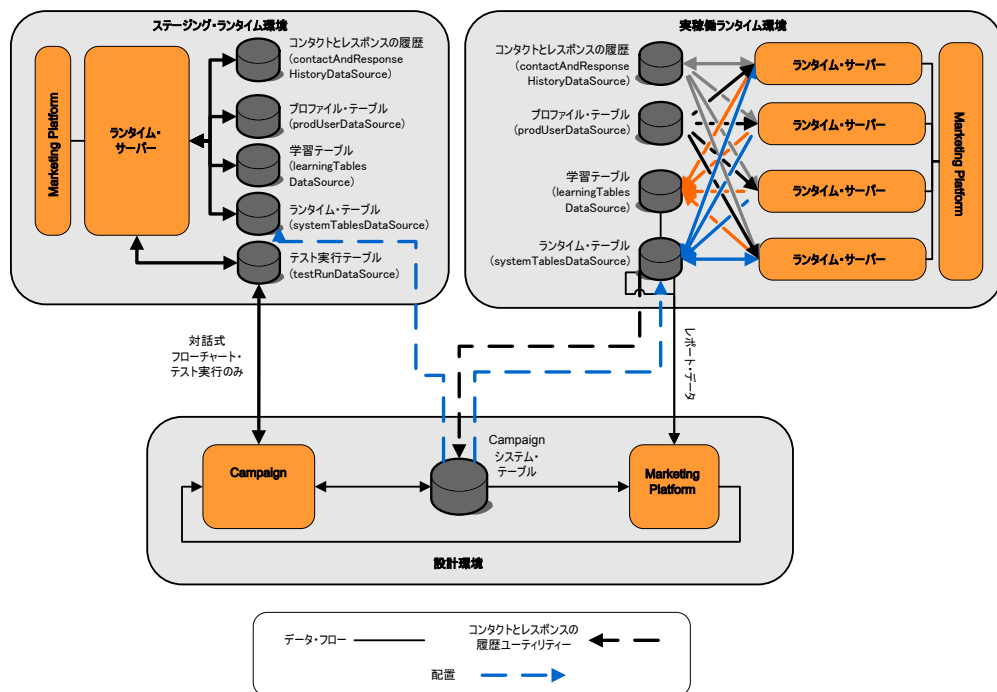 ステージング・ランタイム環境
Marketing Platform
ランタイム・
サーバー
コンタクトとレスポンスの履歴
(contactAndResponse
HistoryDataSource)
プロファイル・テーブル
(prodUserDataSource)
学習テーブル
(learningTables
DataSource)
ランタイム・テーブル
(systemTablesDataSource)
テスト実行テーブル
(testRunDataSource)
実稼働ランタイム環境
コンタクトとレスポンスの履歴
(contactAndResponse
HistoryDataSource)
プロファイル・テーブル
(prodUserDataSource)
学習テーブル
(learningTables
DataSource)
ランタイム・テーブル
(systemTablesDataSource)
ランタイム・サーバー
ランタイム・サーバー
ランタイム・サーバー
ランタイム・サーバー
Marketing Platform
対話式
フローチャート・
テスト実行のみ
レポート・データ
Campaign
Campaign
システム・
テーブル
Marketing
Platform
設計環境
データ・フロー
コンタクトとレスポンスの
履歴ユーティリティー
配置